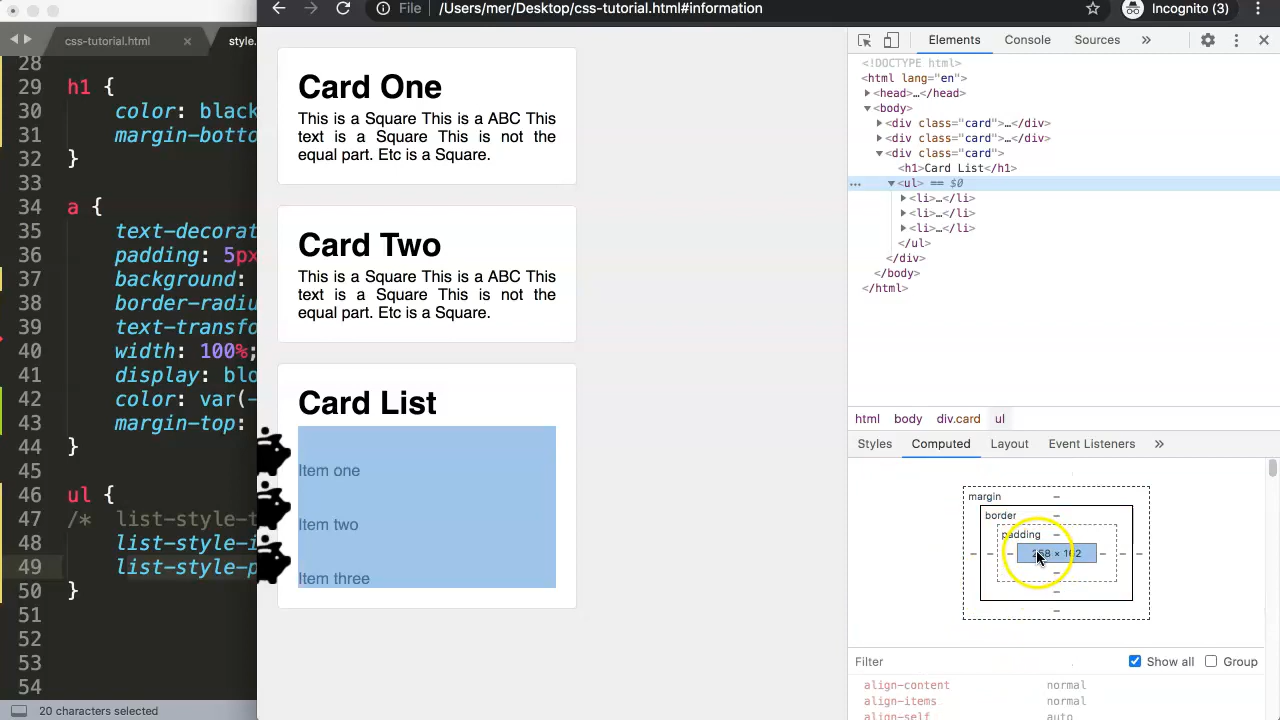 File /Users/mer/Desktop/css-tutorial.html#information
Incognito (3)
css-tutorial.html
style.
28
29 h1 {
30 color: black
31 margin-botto
32 }
33
34 a {
35 text-decorat
36 padding: 5px
37 background:
38 border-radiu
39 text-transfo
40 width: 100%;
41 display: blo
42 color: var(-
43 margin-top:
44 }
45
46 ul {
47 /* list-style-t
48 list-style-i
49 list-style-p
50 }
51
52
53
54
20 characters selected
Card One
This is a Square This is a ABC This
text is a Square This is not the
equal part. Etc is a Square.
Card Two
This is a Square This is a ABC This
text is a Square This is not the
equal part. Etc is a Square.
Card List
Item one
Item two
Item three
Elements Console Sources »
<!DOCTYPE html>
<html lang="en">
<head>…</head>
<body>
<div class="card">…</div>
<div class="card">…</div>
<div class="card">
<h1>Card List</h1>
… <ul> == $0
<li>…</li>
<li>…</li>
<li>…</li>
</ul>
</div>
</body>
</html>
html body div.card ul
Styles Computed Layout Event Listeners »
margin –
border –
padding
– – – 258 × 162 – – –
–
–
–
Filter Show all Group
align-content normal
align-items normal
align-self auto